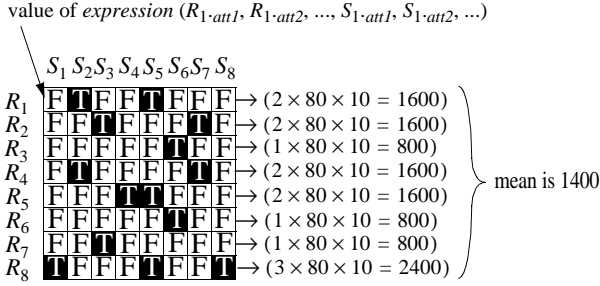 value of expression (R1.att1, R1.att2, ..., S1.att1, S1.att2, ...)
S1 S2 S3 S4 S5 S6 S7 S8
R1 F T F F T F F F → (2 × 80 × 10 = 1600)
R2 F F T F F F T F → (2 × 80 × 10 = 1600)
R3 F F F F F T F F → (1 × 80 × 10 = 800)
R4 F T F F F F T F → (2 × 80 × 10 = 1600)
R5 F F F T T F F F → (2 × 80 × 10 = 1600)
mean is 1400
R6 F F F F F T F F → (1 × 80 × 10 = 800)
R7 F F T F F F F F → (1 × 80 × 10 = 800)
R8 T F F F T F F T → (3 × 80 × 10 = 2400)